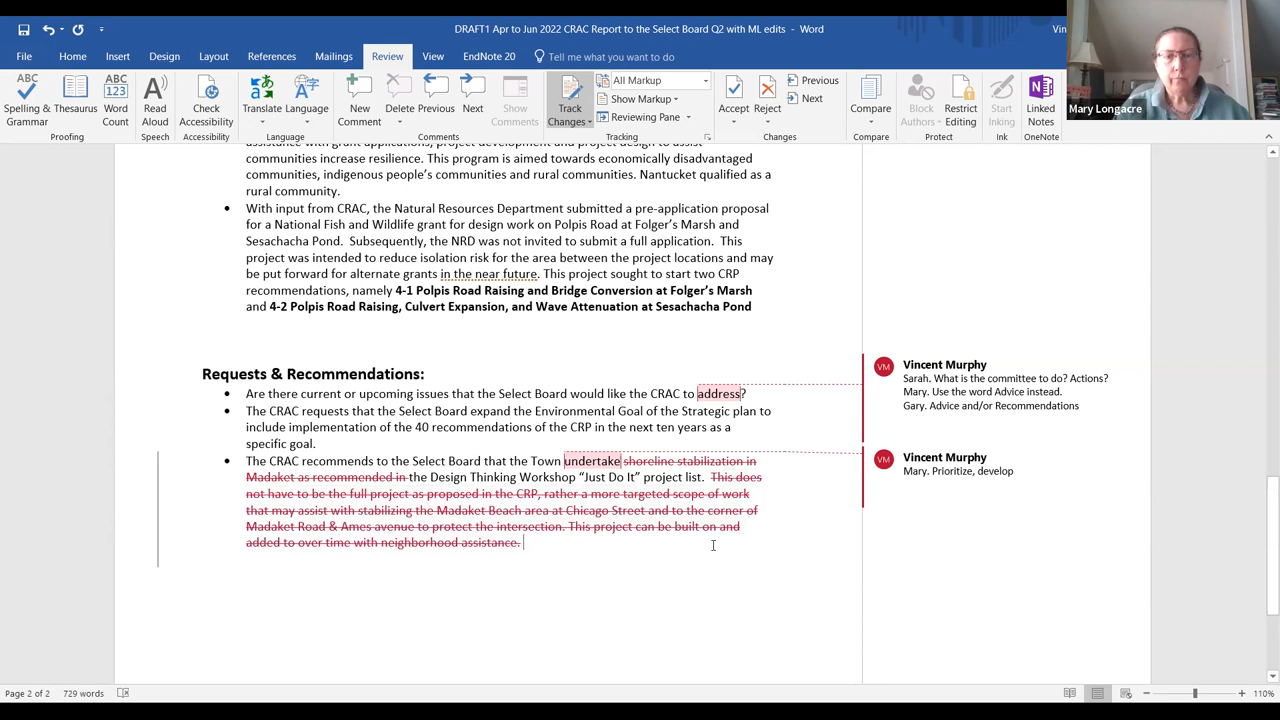 DRAFT1 Apr to Jun 2022 CRAC Report to the Select Board Q2 with ML edits - Word
Vin
File Home Insert Design Layout References Mailings Review View EndNote 20 Tell me what you want to do
Spelling & Grammar
Thesaurus
Word Count
Proofing
Read Aloud
Speech
Check Accessibility
Accessibility
Translate
Language
Language
New Comment
Delete
Previous
Next
Show Comments
Comments
Track Changes
All Markup
Show Markup
Reviewing Pane
Tracking
Accept
Reject
Previous
Next
Changes
Compare
Compare
Block Authors
Restrict Editing
Protect
Start Inking
Ink
Linked Notes
OneNote
Mary Longacre
assistance with grant applications, project development and project design to assist
communities increase resilience. This program is aimed towards economically disadvantaged
communities, indigenous people's communities and rural communities. Nantucket qualified as a
rural community.
• With input from CRAC, the Natural Resources Department submitted a pre-application proposal
for a National Fish and Wildlife grant for design work on Polpis Road at Folger's Marsh and
Sesachacha Pond. Subsequently, the NRD was not invited to submit a full application. This
project was intended to reduce isolation risk for the area between the project locations and may
be put forward for alternate grants in the near future. This project sought to start two CRP
recommendations, namely 4-1 Polpis Road Raising and Bridge Conversion at Folger's Marsh
and 4-2 Polpis Road Raising, Culvert Expansion, and Wave Attenuation at Sesachacha Pond
Requests & Recommendations:
• Are there current or upcoming issues that the Select Board would like the CRAC to address?
• The CRAC requests that the Select Board expand the Environmental Goal of the Strategic plan to
include implementation of the 40 recommendations of the CRP in the next ten years as a
specific goal.
• The CRAC recommends to the Select Board that the Town undertake shoreline stabilization in
Madaket as recommended in the Design Thinking Workshop “Just Do It” project list. This does
not have to be the full project as proposed in the CRP, rather a more targeted scope of work
that may assist with stabilizing the Madaket Beach area at Chicago Street and to the corner of
Madaket Road & Ames avenue to protect the intersection. This project can be built on and
added to over time with neighborhood assistance.
VM
Vincent Murphy
Sarah. What is the committee to do? Actions?
Mary. Use the word Advice instead.
Gary. Advice and/or Recommendations
VM
Vincent Murphy
Mary. Prioritize, develop
Page 2 of 2 729 words
110%